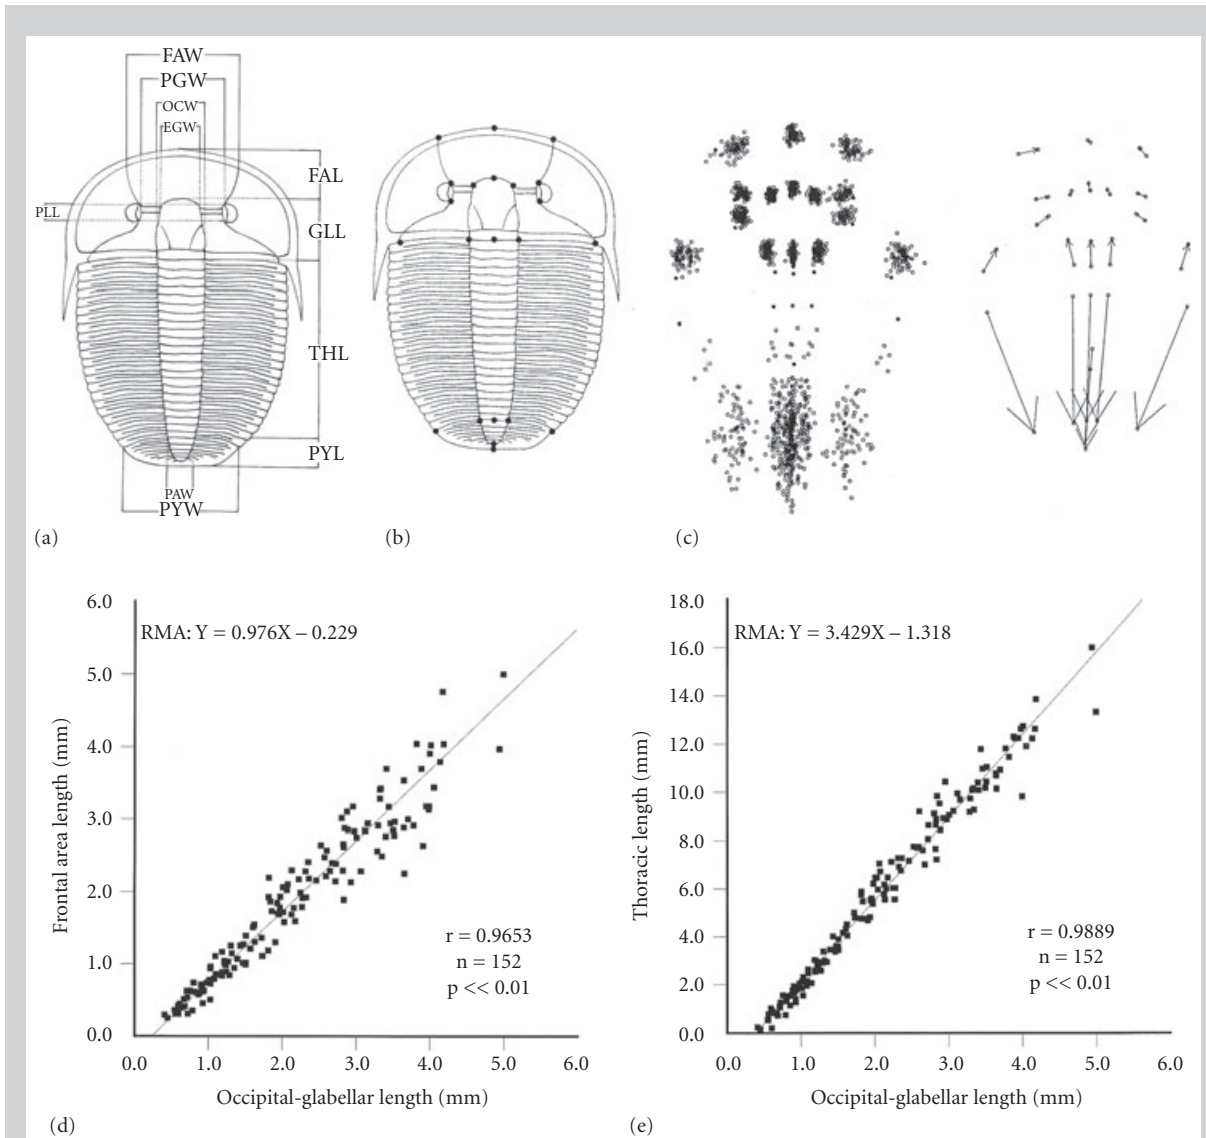 FAW
PGW
OCW
EGW
FAL
PLL
GLL
THL
PYL
PAW
PYW
(a)
(b)
(c)
6.0
5.0
4.0
3.0
2.0
1.0
0.0
Frontal area length (mm)
RMA: Y = 0.976X – 0.229
r = 0.9653
n = 152
p << 0.01
0.0 1.0 2.0 3.0 4.0 5.0 6.0
Occipital-glabellar length (mm)
(d)
18.0
16.0
14.0
12.0
10.0
8.0
6.0
4.0
2.0
0.0
Thoracic length (mm)
RMA: Y = 3.429X – 1.318
r = 0.9889
n = 152
p << 0.01
0.0 1.0 2.0 3.0 4.0 5.0 6.0
Occipital-glabellar length (mm)
(e)